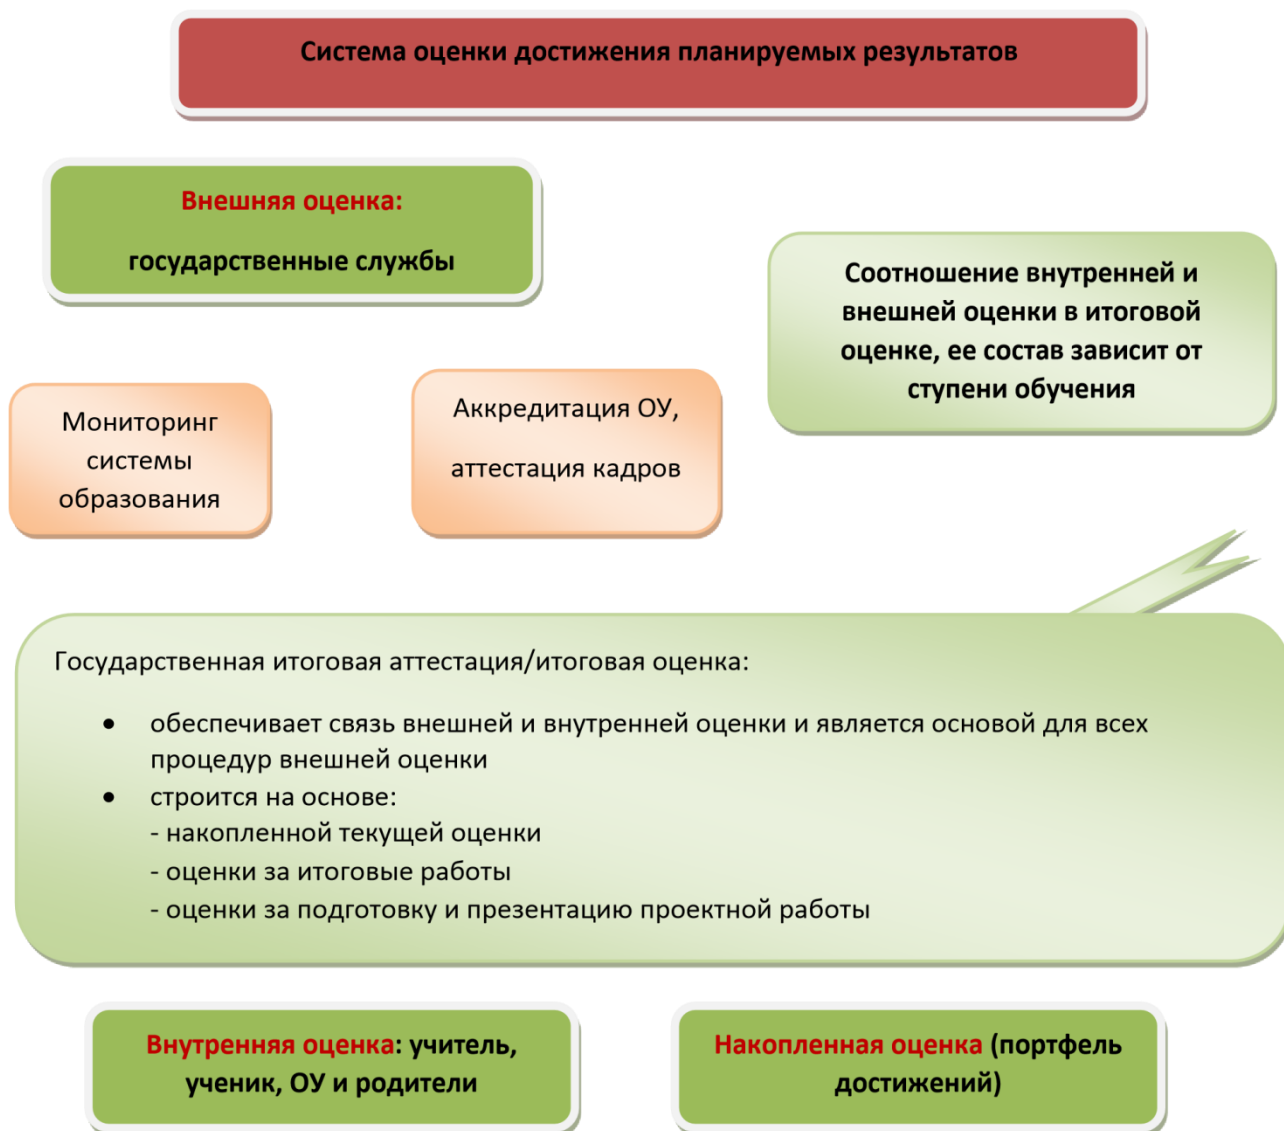 Система оценки достижения планируемых результатов
Внешняя оценка:
государственные службы
Соотношение внутренней и
внешней оценки в итоговой
оценке, ее состав зависит от
ступени обучения
Мониторинг
системы
образования
Аккредитация ОУ,
аттестация кадров
Государственная итоговая аттестация/итоговая оценка:
• обеспечивает связь внешней и внутренней оценки и является основой для всех
процедур внешней оценки
• строится на основе:
- накопленной текущей оценки
- оценки за итоговые работы
- оценки за подготовку и презентацию проектной работы
Внутренняя оценка: учитель,
ученик, ОУ и родители
Накопленная оценка (портфель
достижений)